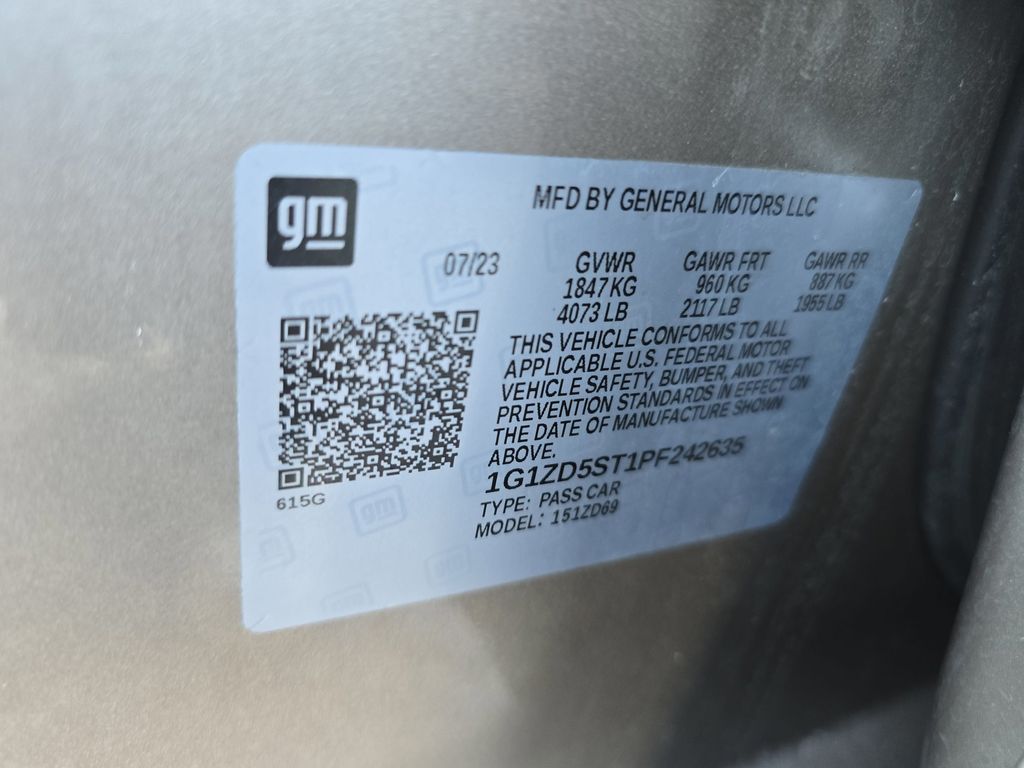 gm
MFD BY GENERAL MOTORS LLC
07/23 GVWR GAWR FRT GAWR RR
1847 KG 960 KG 887 KG
4073 LB 2117 LB 1955 LB
THIS VEHICLE CONFORMS TO ALL
APPLICABLE U.S. FEDERAL MOTOR
VEHICLE SAFETY, BUMPER, AND THEFT
PREVENTION STANDARDS IN EFFECT ON
THE DATE OF MANUFACTURE SHOWN
ABOVE.
1G1ZD5ST1PF242635
TYPE: PASS CAR
MODEL: 151ZD69
615G